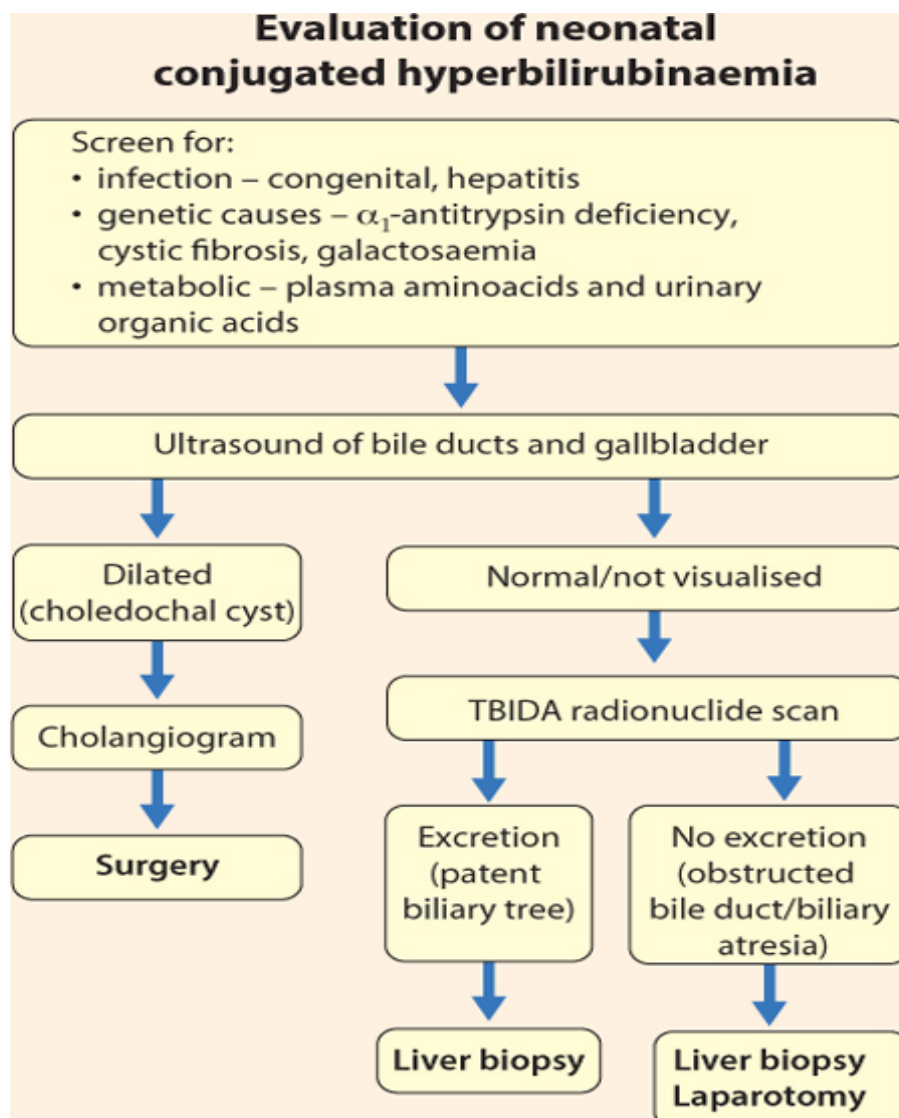 Evaluation of neonatal
conjugated hyperbilirubinaemia
Screen for:
• infection – congenital, hepatitis
• genetic causes – α₁-antitrypsin deficiency,
cystic fibrosis, galactosaemia
• metabolic – plasma aminoacids and urinary
organic acids
Ultrasound of bile ducts and gallbladder
Dilated
(choledochal cyst)
Cholangiogram
Surgery
Normal/not visualised
TBIDA radionuclide scan
Excretion
(patent
biliary tree)
Liver biopsy
No excretion
(obstructed
bile duct/biliary
atresia)
Liver biopsy
Laparotomy